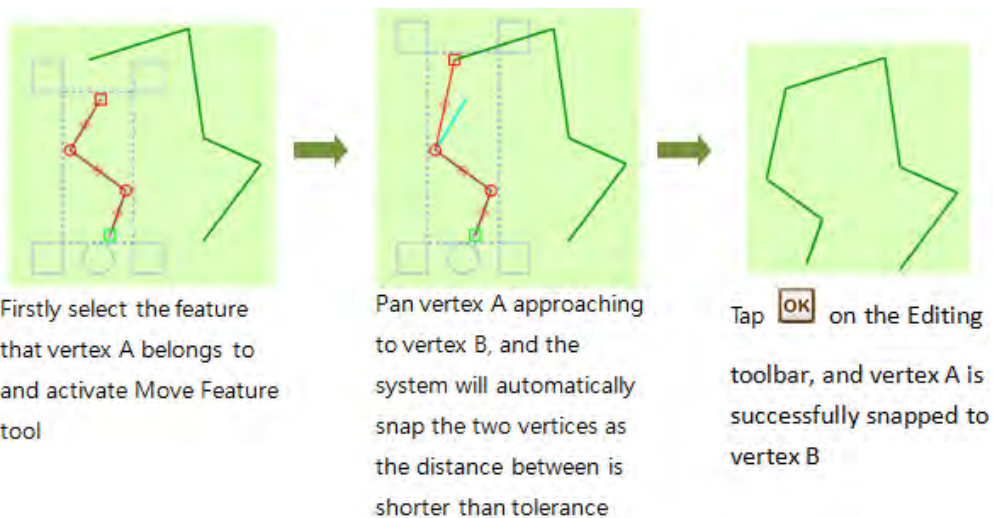 Firstly select the feature
that vertex A belongs to
and activate Move Feature
tool
Pan vertex A approaching
to vertex B, and the
system will automatically
snap the two vertices as
the distance between is
shorter than tolerance
Tap OK on the Editing
toolbar, and vertex A is
successfully snapped to
vertex B